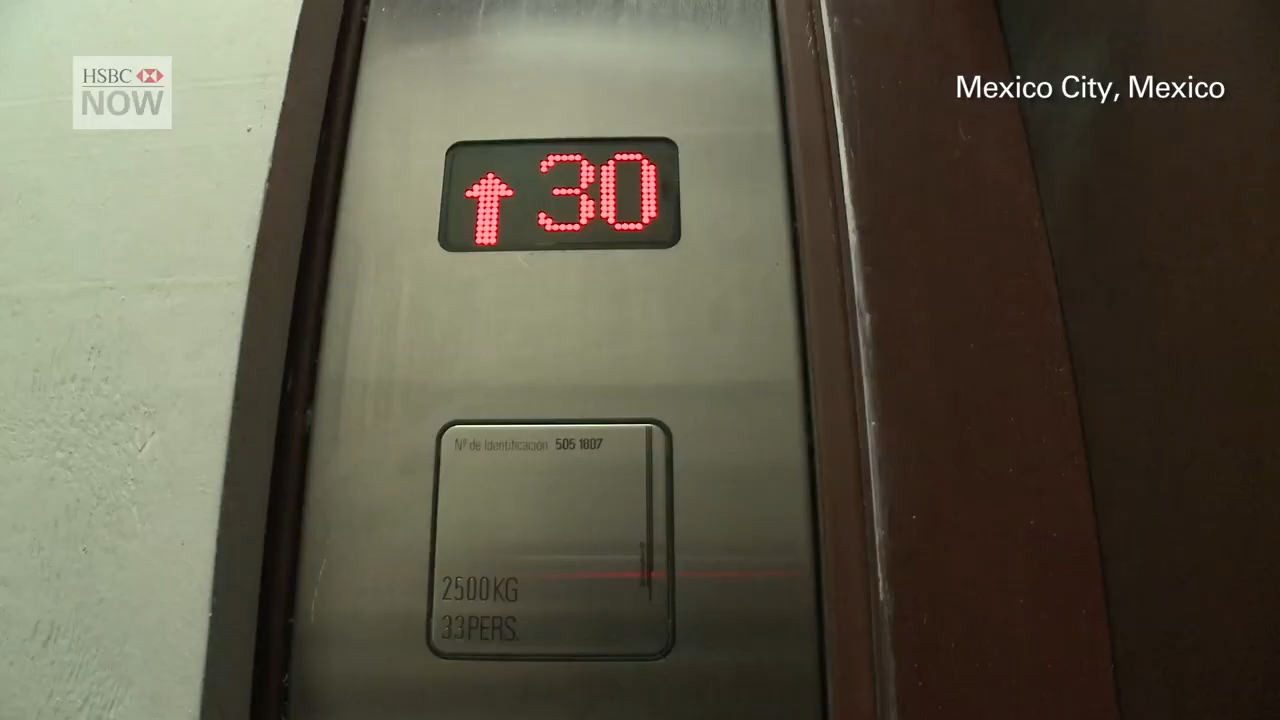 HSBC
NOW
Mexico City, Mexico
↑ 30
Nº de Identificación 505 1807
2500KG
33PERS.